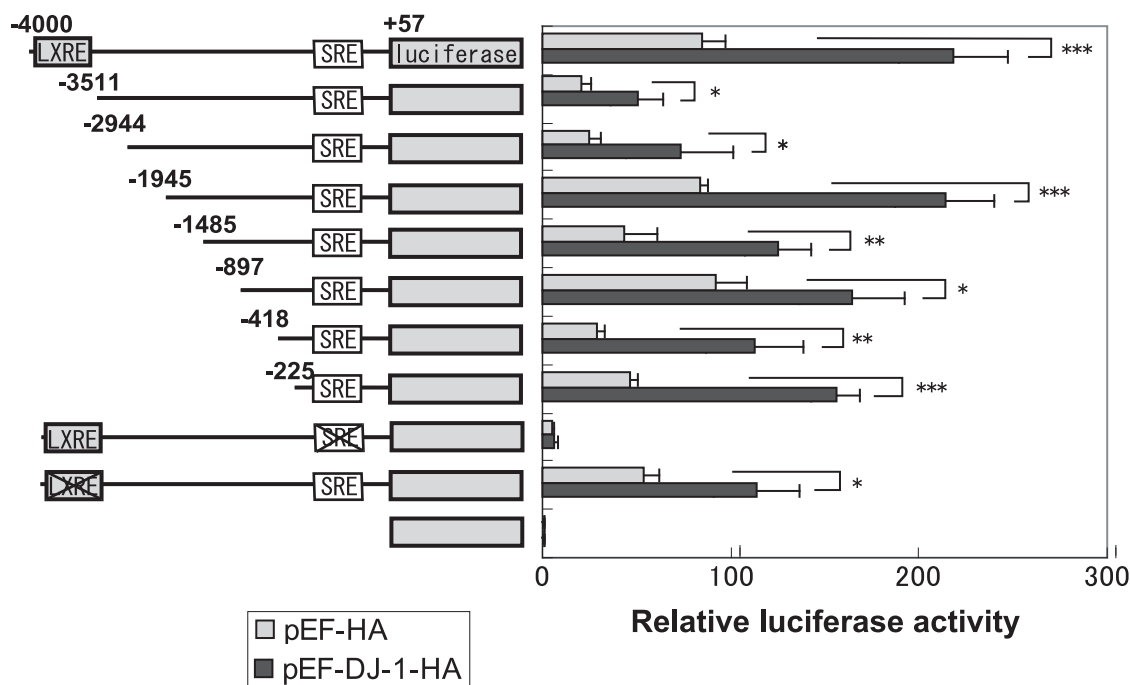 -4000
+57
LXRE
SRE
luciferase
***
-3511
SRE
*
-2944
SRE
*
-1945
SRE
***
-1485
SRE
**
-897
SRE
*
-418
SRE
**
-225
SRE
***
LXRE
SRE
LXRE
SRE
*
0
100
200
300
Relative luciferase activity
pEF-HA
pEF-DJ-1-HA